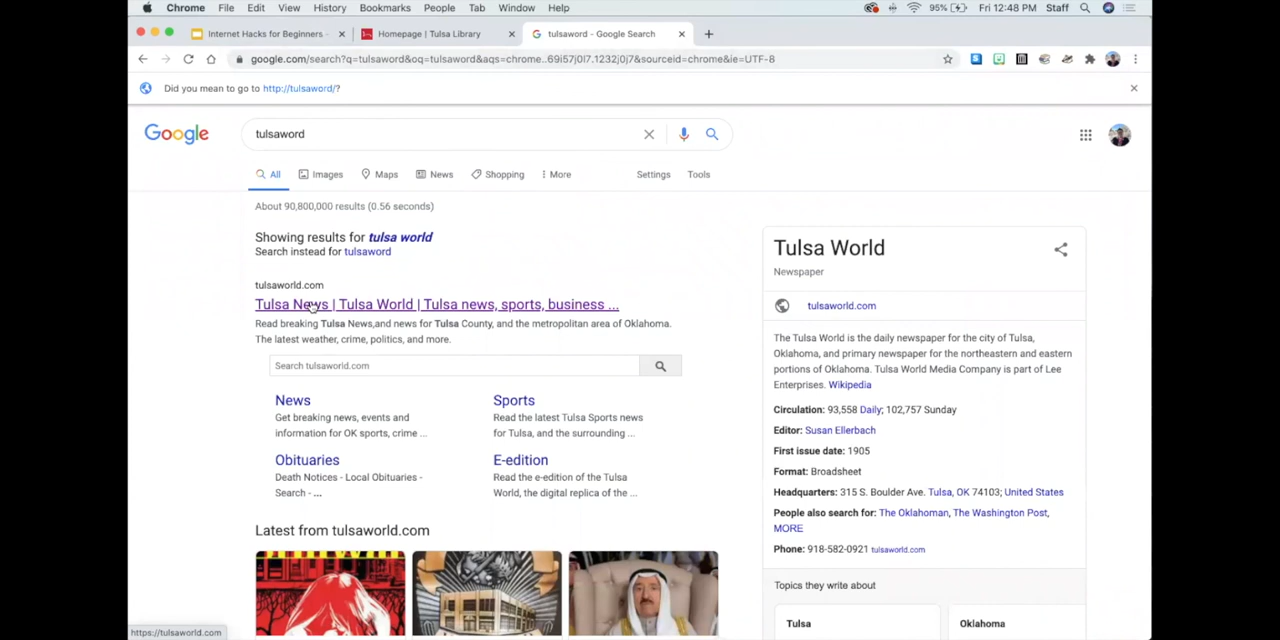 Chrome File Edit View History Bookmarks People Tab Window Help 95% Fri 12:48 PM Staff
Internet Hacks for Beginners - Homepage | Tulsa Library tulsaword - Google Search
google.com/search?q=tulsaword&oq=tulsaword&aqs=chrome..69i57j0l7.1232j0j7&sourceid=chrome&ie=UTF-8
Did you mean to go to http://tulsaword/?
Google tulsaword
All Images Maps News Shopping More Settings Tools
About 90,800,000 results (0.56 seconds)
Showing results for tulsa world
Search instead for tulsaword
tulsaworld.com
Tulsa News | Tulsa World | Tulsa news, sports, business ...
Read breaking Tulsa News,and news for Tulsa County, and the metropolitan area of Oklahoma.
The latest weather, crime, politics, and more.
Search tulsaworld.com
News
Get breaking news, events and
information for OK sports, crime ...
Sports
Read the latest Tulsa Sports news
for Tulsa, and the surrounding ...
Obituaries
Death Notices - Local Obituaries -
Search - ...
E-edition
Read the e-edition of the Tulsa
World, the digital replica of the ...
Latest from tulsaworld.com
Tulsa World
Newspaper
tulsaworld.com
The Tulsa World is the daily newspaper for the city of Tulsa,
Oklahoma, and primary newspaper for the northeastern and eastern
portions of Oklahoma. Tulsa World Media Company is part of Lee
Enterprises. Wikipedia
Circulation: 93,558 Daily; 102,757 Sunday
Editor: Susan Ellerbach
First issue date: 1905
Format: Broadsheet
Headquarters: 315 S. Boulder Ave. Tulsa, OK 74103; United States
People also search for: The Oklahoman, The Washington Post,
MORE
Phone: 918-582-0921 tulsaworld.com
Topics they write about
Tulsa Oklahoma
https://tulsaworld.com